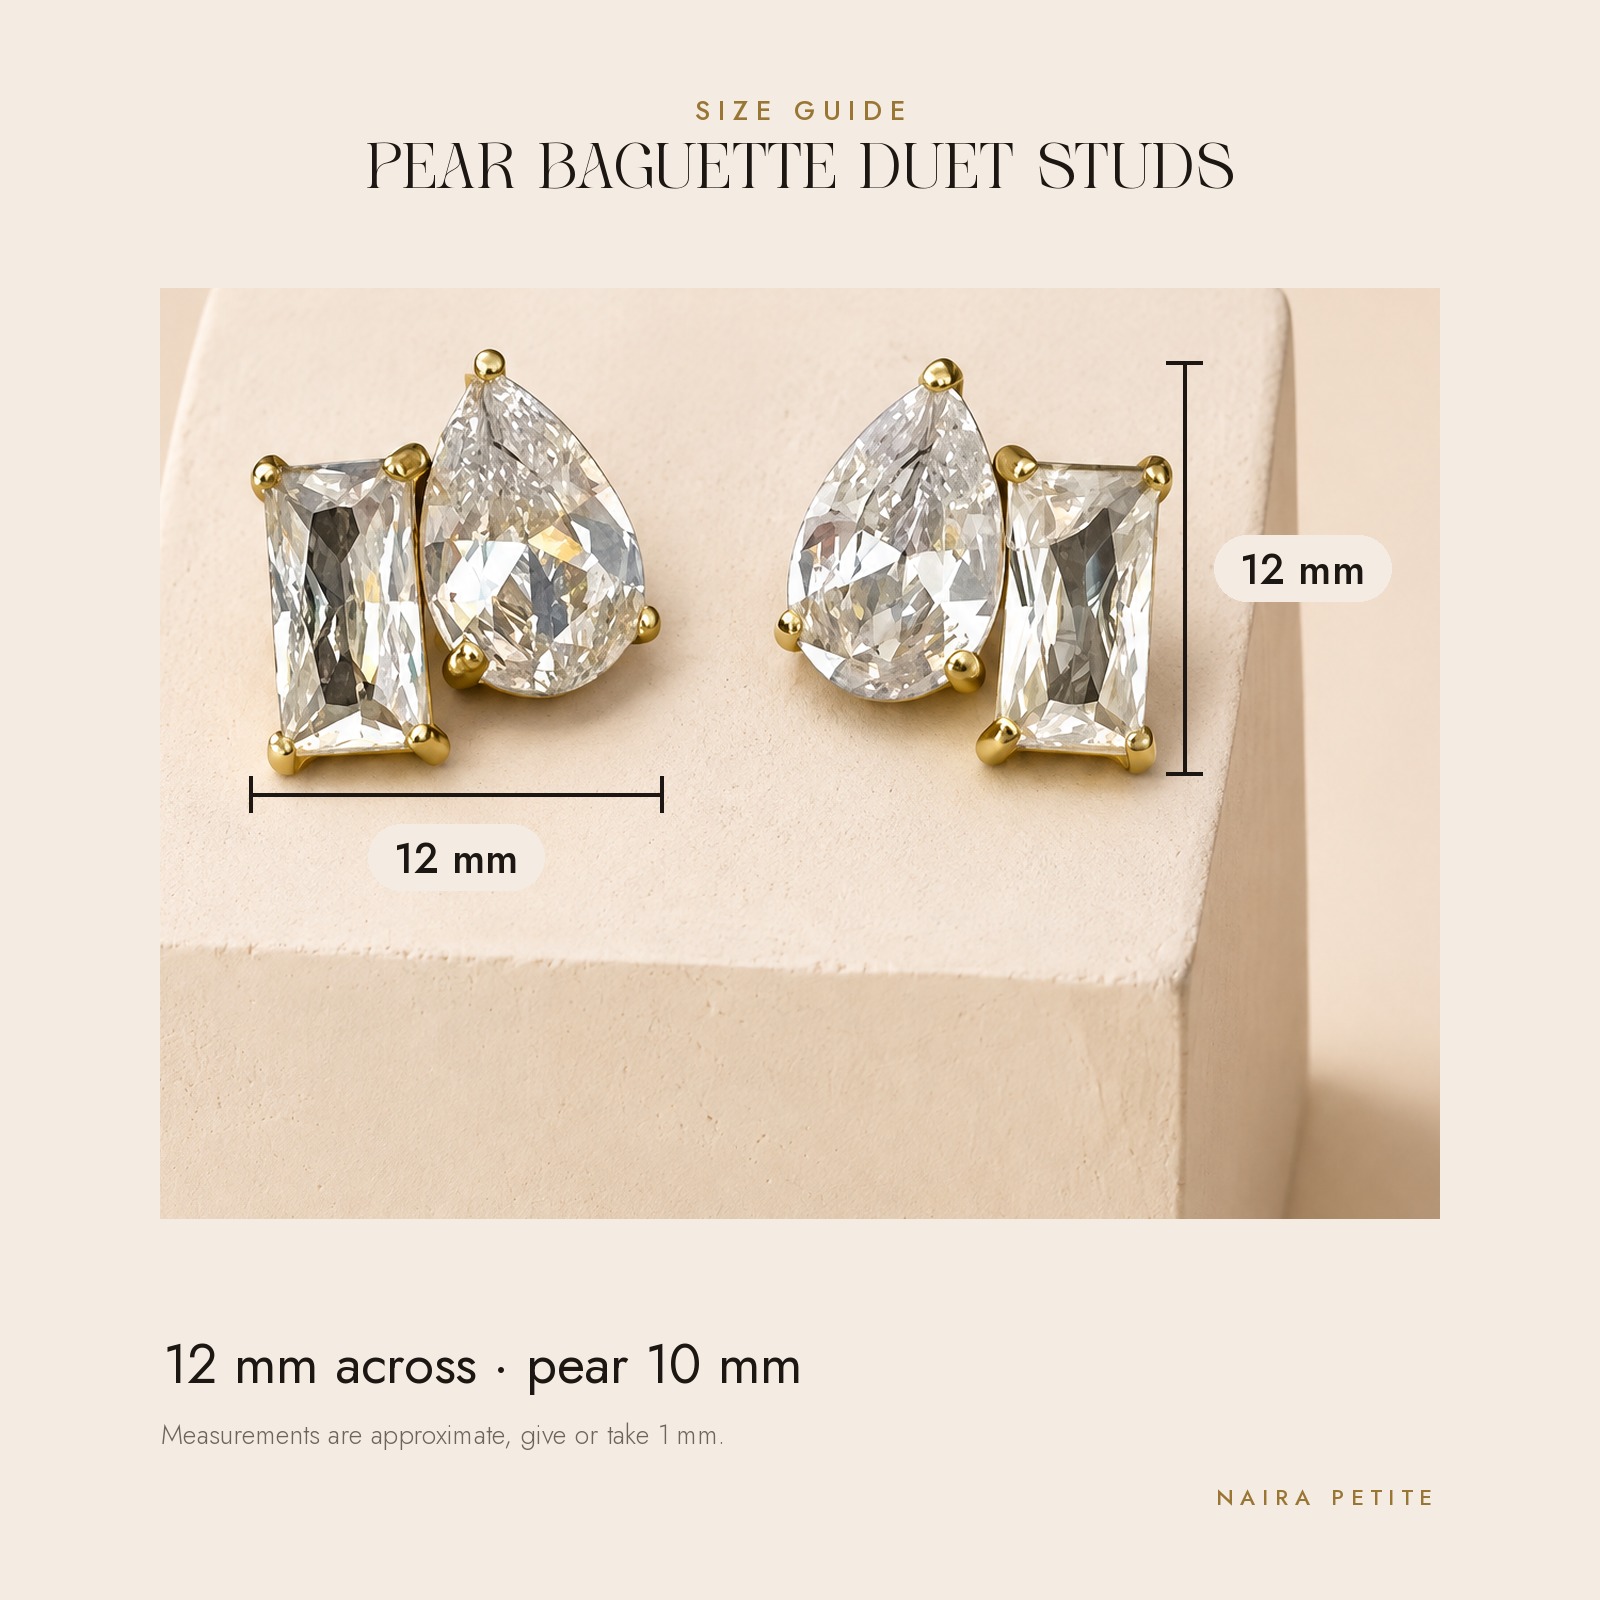 SIZE GUIDE
PEAR BAGUETTE DUET STUDS
12 mm
12 mm
12 mm across · pear 10 mm
Measurements are approximate, give or take 1 mm.
NAIRA PETITE